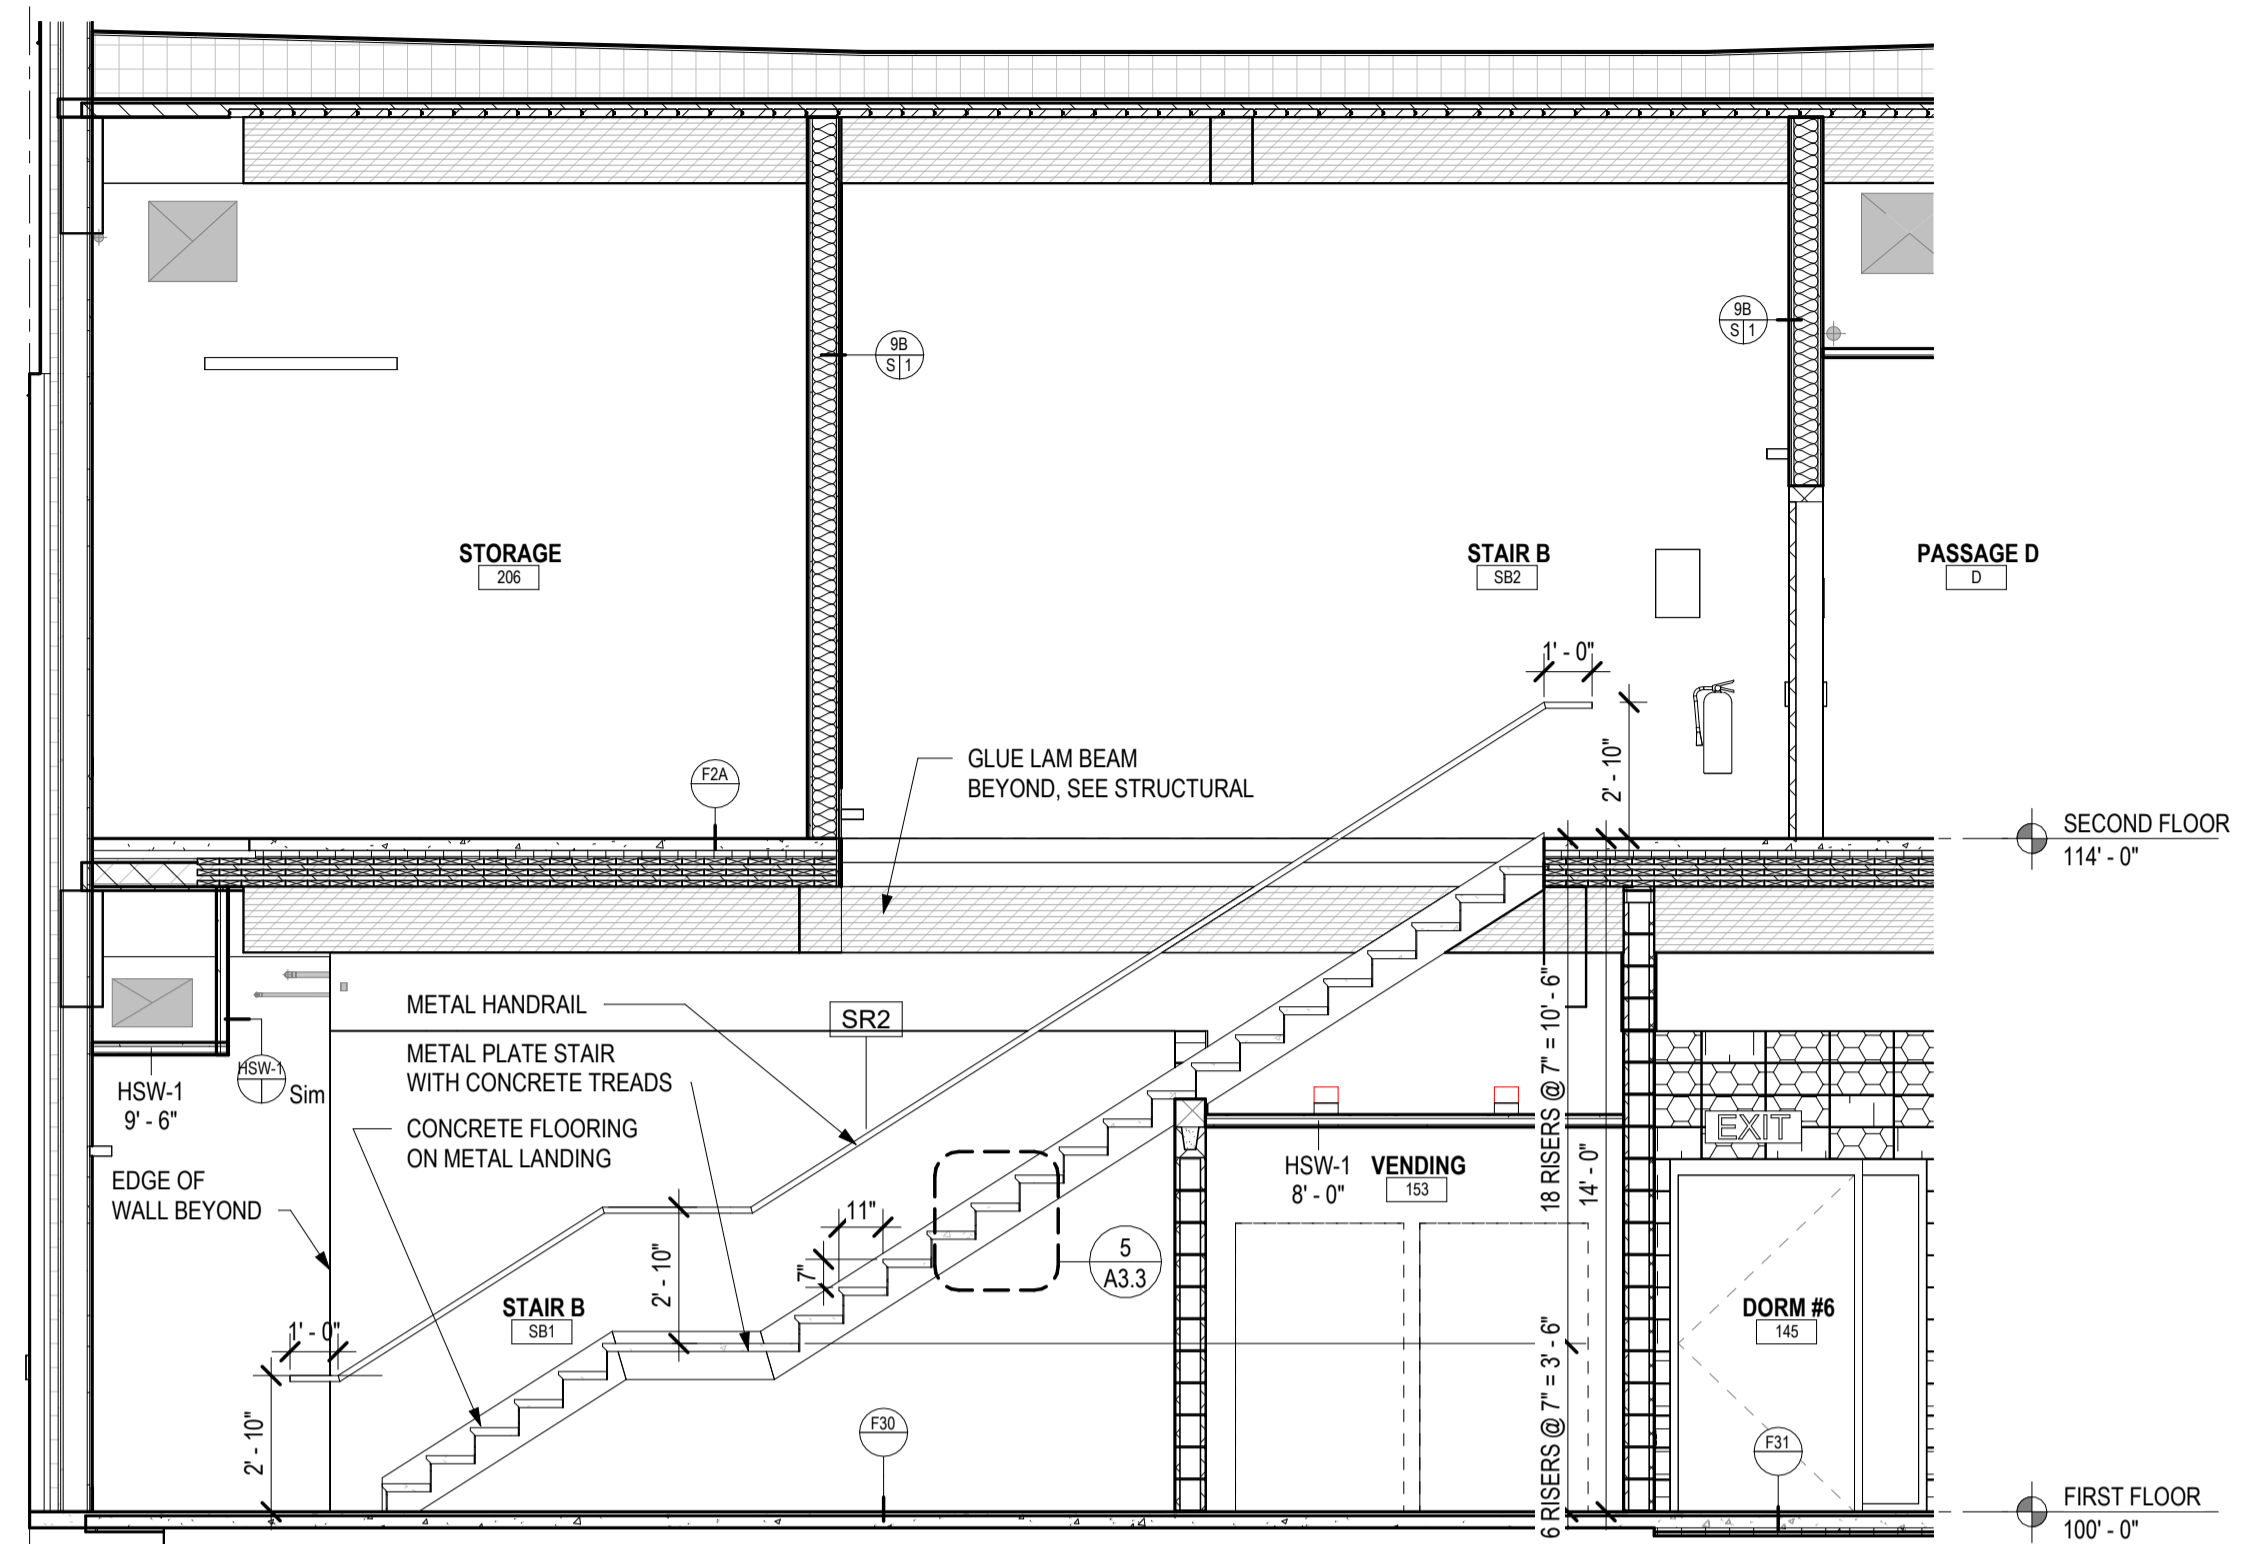 9B
S 1
9B
S 1
STORAGE
206
STAIR B
SB2
PASSAGE D
D
1' - 0"
2' - 10"
GLUE LAM BEAM
BEYOND, SEE STRUCTURAL
F2A
SECOND FLOOR
114' - 0"
METAL HANDRAIL
SR2
METAL PLATE STAIR
WITH CONCRETE TREADS
CONCRETE FLOORING
ON METAL LANDING
HSW-1
9' - 6"
HSW-1
Sim
EDGE OF
WALL BEYOND
18 RISERS @ 7" = 10' - 6"
14' - 0"
EXIT
HSW-1
8' - 0"
VENDING
153
11"
7"
5
A3.3
2' - 10"
STAIR B
SB1
1' - 0"
2' - 10"
6 RISERS @ 7" = 3' - 6"
DORM #6
145
F30
F31
FIRST FLOOR
100' - 0"